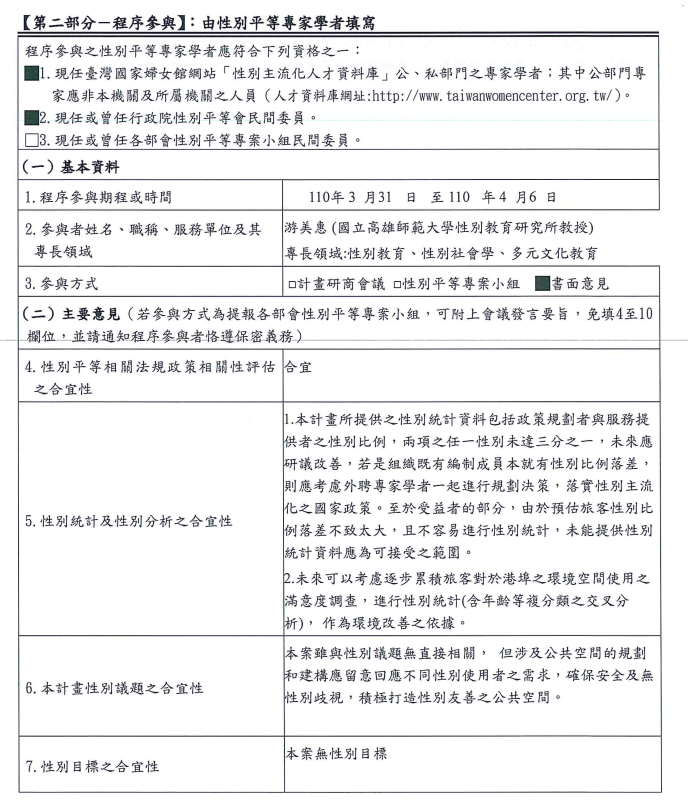 【第二部分－程序參與】：由性別平等專家學者填寫
程序參與之性別平等專家學者應符合下列資格之一：
■1.現任臺灣國家婦女館網站「性別主流化人才資料庫」公、私部門之專家學者；其中公部門專
家應非本機關及所屬機關之人員（人才資料庫網址:http://www.taiwanwomencenter.org.tw/）。
■2.現任或曾任行政院性別平等會民間委員。
□3.現任或曾任各部會性別平等專案小組民間委員。
（一）基本資料
1.程序參與期程或時間
110年 3 月31 日 至 110 年 4 月6 日
2.參與者姓名、職稱、服務單位及其
專長領域
游美惠 (國立高雄師範大學性別教育研究所教授)
專長領域:性別教育、性別社會學、多元文化教育
3.參與方式
□計畫研商會議 □性別平等專案小組 ■書面意見
（二）主要意見（若參與方式為提報各部會性別平等專案小組，可附上會議發言要旨，免填4至10
欄位，並請通知程序參與者恪遵保密義務）
4.性別平等相關法規政策相關性評估
之合宜性
合宜
5.性別統計及性別分析之合宜性
1.本計畫所提供之性別統計資料包括政策規劃者與服務提
供者之性別比例，兩項之任一性別未達三分之一，未來應
研議改善，若是組織既有編制成員本就有性別比例落差，
則應考慮外聘專家學者一起進行規劃決策，落實性別主流
化之國家政策。至於受益者的部分，由於預估旅客性別比
例落差不致太大，且不容易進行性別統計，未能提供性別
統計資料應為可接受之範圍。
2.未來可以考慮逐步累積旅客對於港埠之環境空間使用之
滿意度調查，進行性別統計(含年齡等複分類之交叉分
析)，作為環境改善之依據。
6.本計畫性別議題之合宜性
本案雖與性別議題無直接相關， 但涉及公共空間的規劃
和建構應留意回應不同性別使用者之需求，確保安全及無
性別歧視，積極打造性別友善之公共空間。
7.性別目標之合宜性
本案無性別目標